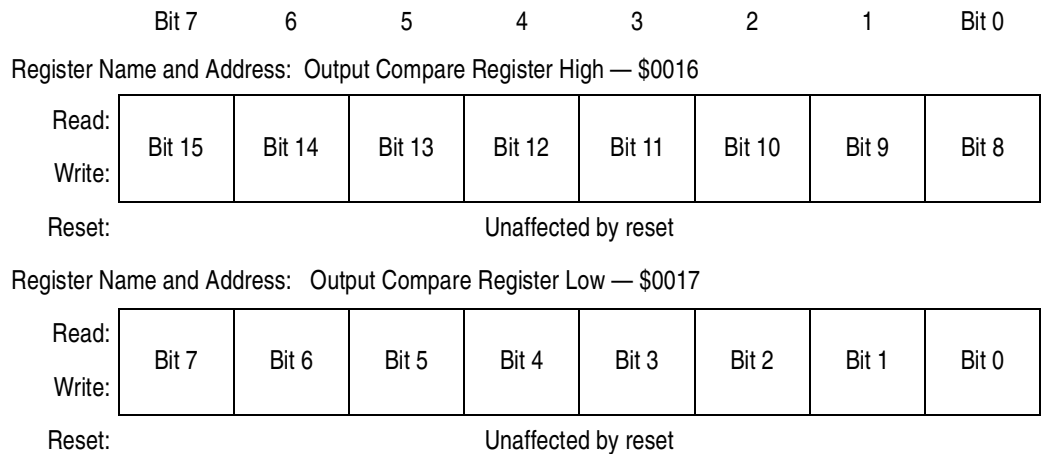 Bit 7 6 5 4 3 2 1 Bit 0
Register Name and Address: Output Compare Register High — $0016
Read:
Bit 15 Bit 14 Bit 13 Bit 12 Bit 11 Bit 10 Bit 9 Bit 8
Write:
Reset: Unaffected by reset
Register Name and Address: Output Compare Register Low — $0017
Read:
Bit 7 Bit 6 Bit 5 Bit 4 Bit 3 Bit 2 Bit 1 Bit 0
Write:
Reset: Unaffected by reset